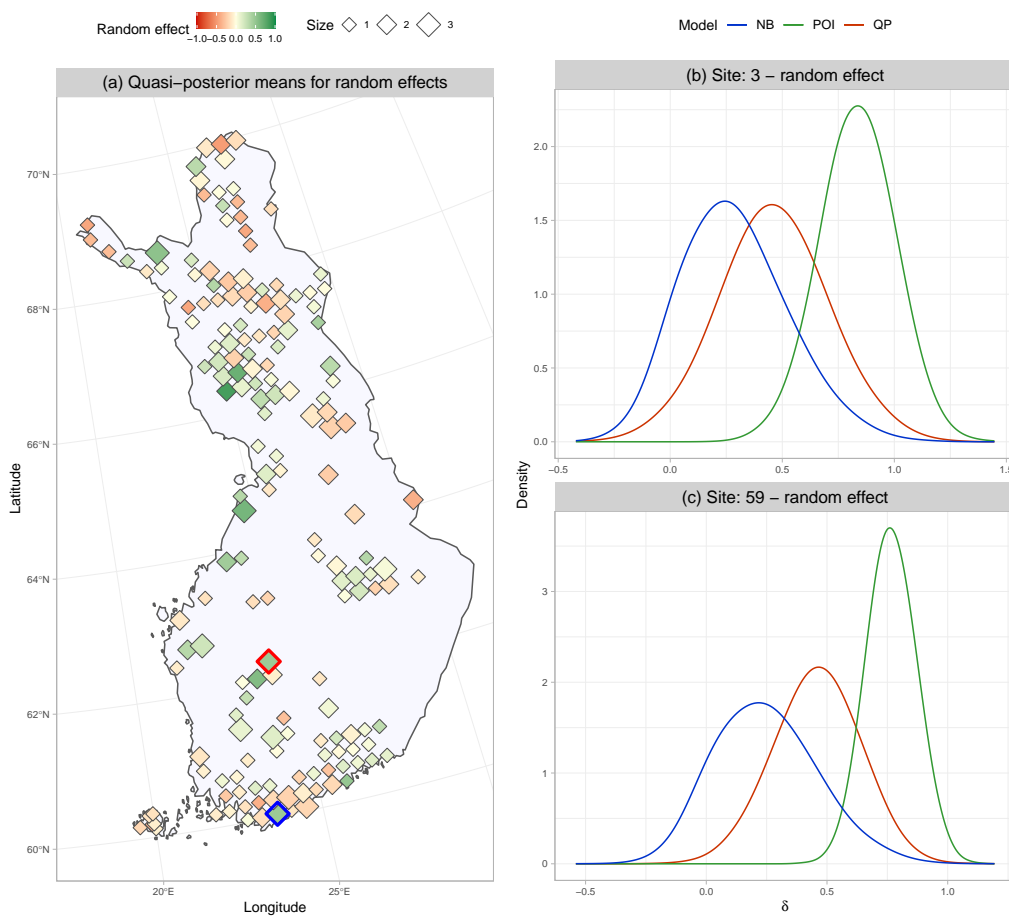 Random effect −1.0−0.5 0.0 0.5 1.0 Size 1 2 3
Model NB POI QP
(a) Quasi−posterior means for random effects
70°N
68°N
66°N
64°N
62°N
60°N
Latitude
20°E 25°E
Longitude
(b) Site: 3 − random effect
2.0
1.5
1.0
0.5
0.0
−0.5 0.0 0.5 1.0 1.5
Density
(c) Site: 59 − random effect
3
2
1
0
−0.5 0.0 0.5 1.0
δ